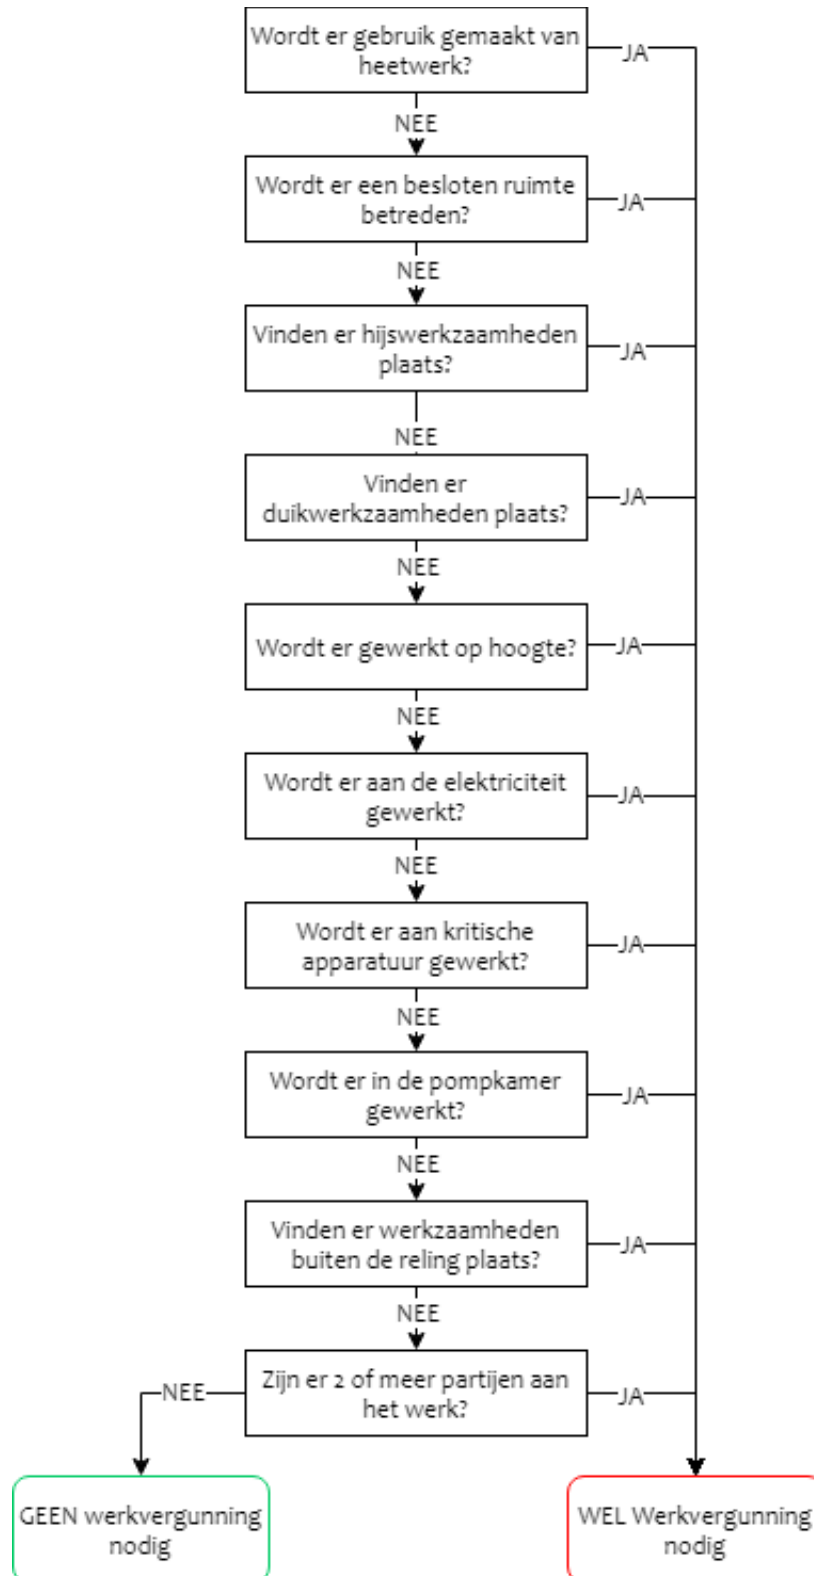 Wordt er gebruik gemaakt van
heetwerk?
JA
NEE
Wordt er een besloten ruimte
betreden?
JA
NEE
Vinden er hijswerkzaamheden
plaats?
JA
NEE
Vinden er
duikwerkzaamheden plaats?
JA
NEE
Wordt er gewerkt op hoogte?
JA
NEE
Wordt er aan de elektriciteit
gewerkt?
JA
NEE
Wordt er aan kritische
apparatuur gewerkt?
JA
NEE
Wordt er in de pompkamer
gewerkt?
JA
NEE
Vinden er werkzaamheden
buiten de reling plaats?
JA
NEE
Zijn er 2 of meer partijen aan
het werk?
NEE
JA
GEEN werkvergunning
nodig
WEL Werkvergunning
nodig